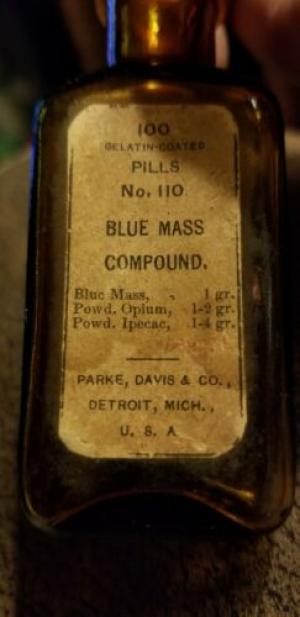 100
GELATIN-COATED
PILLS
No. 110
BLUE MASS
COMPOUND.
Blue Mass, - 1 gr.
Powd. Opium, 1-2 gr.
Powd. Ipecac, 1-4 gr.
PARKE, DAVIS & CO.,
DETROIT, MICH.,
U. S. A